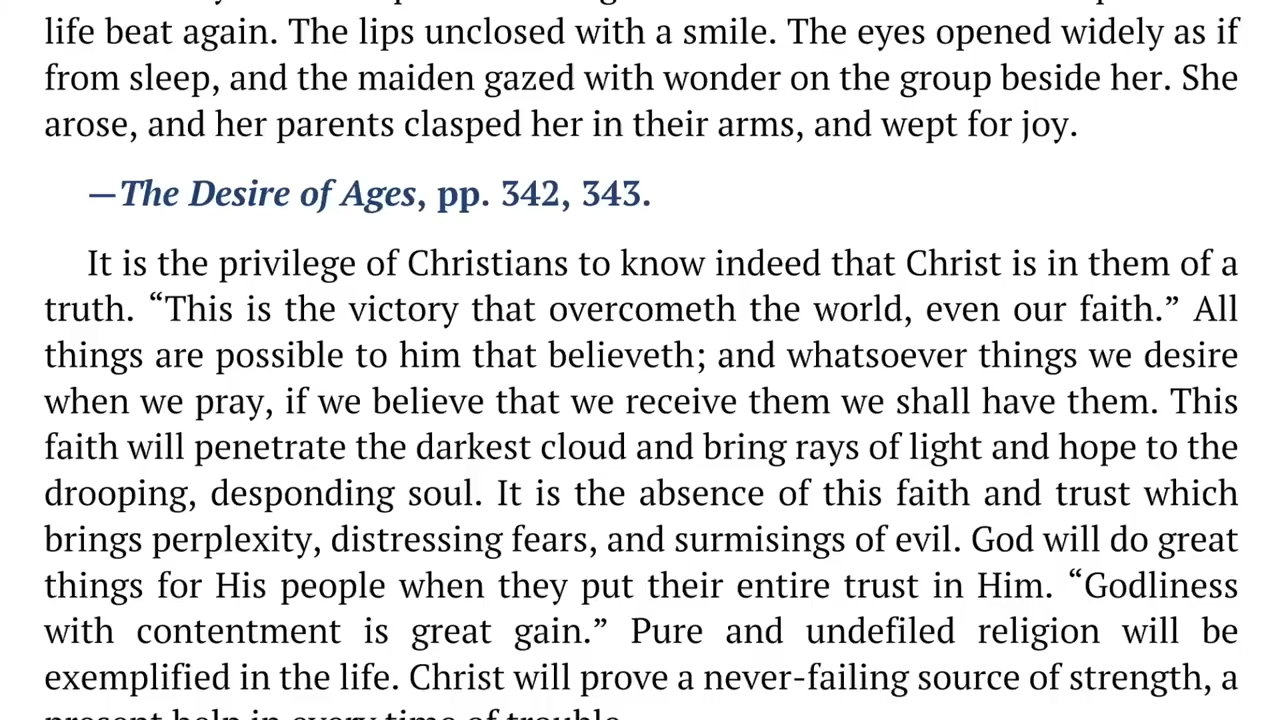 life beat again. The lips unclosed with a smile. The eyes opened widely as if
from sleep, and the maiden gazed with wonder on the group beside her. She
arose, and her parents clasped her in their arms, and wept for joy.
—The Desire of Ages, pp. 342, 343.
It is the privilege of Christians to know indeed that Christ is in them of a
truth. “This is the victory that overcometh the world, even our faith.” All
things are possible to him that believeth; and whatsoever things we desire
when we pray, if we believe that we receive them we shall have them. This
faith will penetrate the darkest cloud and bring rays of light and hope to the
drooping, desponding soul. It is the absence of this faith and trust which
brings perplexity, distressing fears, and surmisings of evil. God will do great
things for His people when they put their entire trust in Him. “Godliness
with contentment is great gain.” Pure and undefiled religion will be
exemplified in the life. Christ will prove a never-failing source of strength, a
present help in every time of trouble.